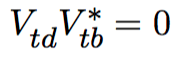 $V_{td}V_{tb}^{*} = 0$